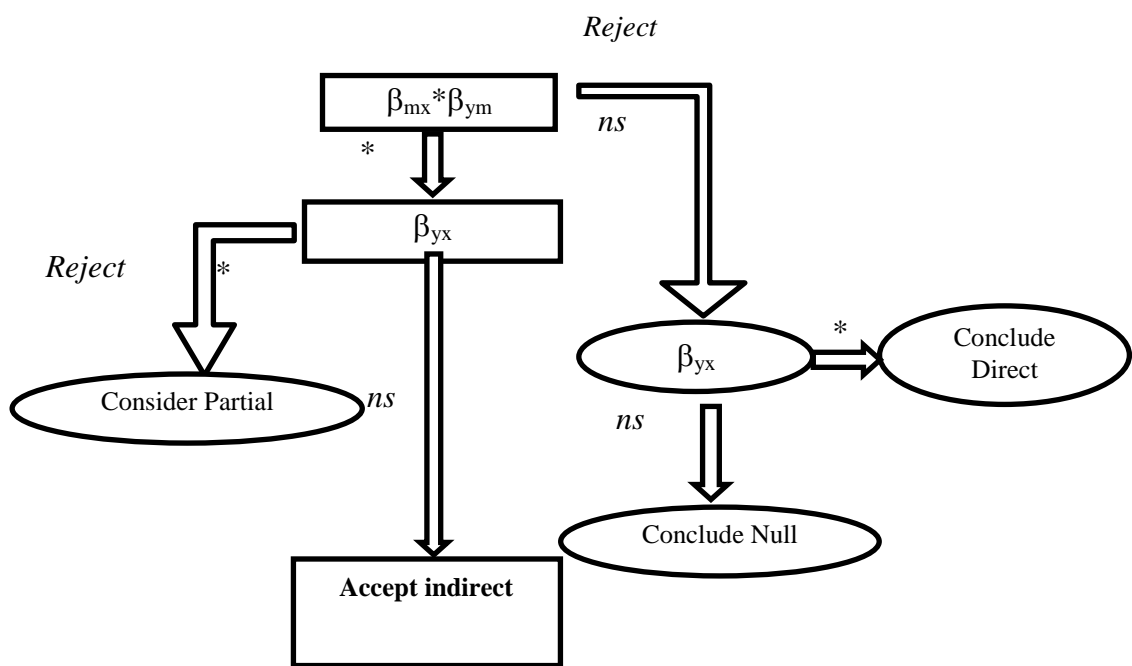 Reject
βmx*βym
ns
*
βyx
Reject
*
*
βyx
Conclude
Direct
Consider Partial
ns
ns
Conclude Null
Accept indirect